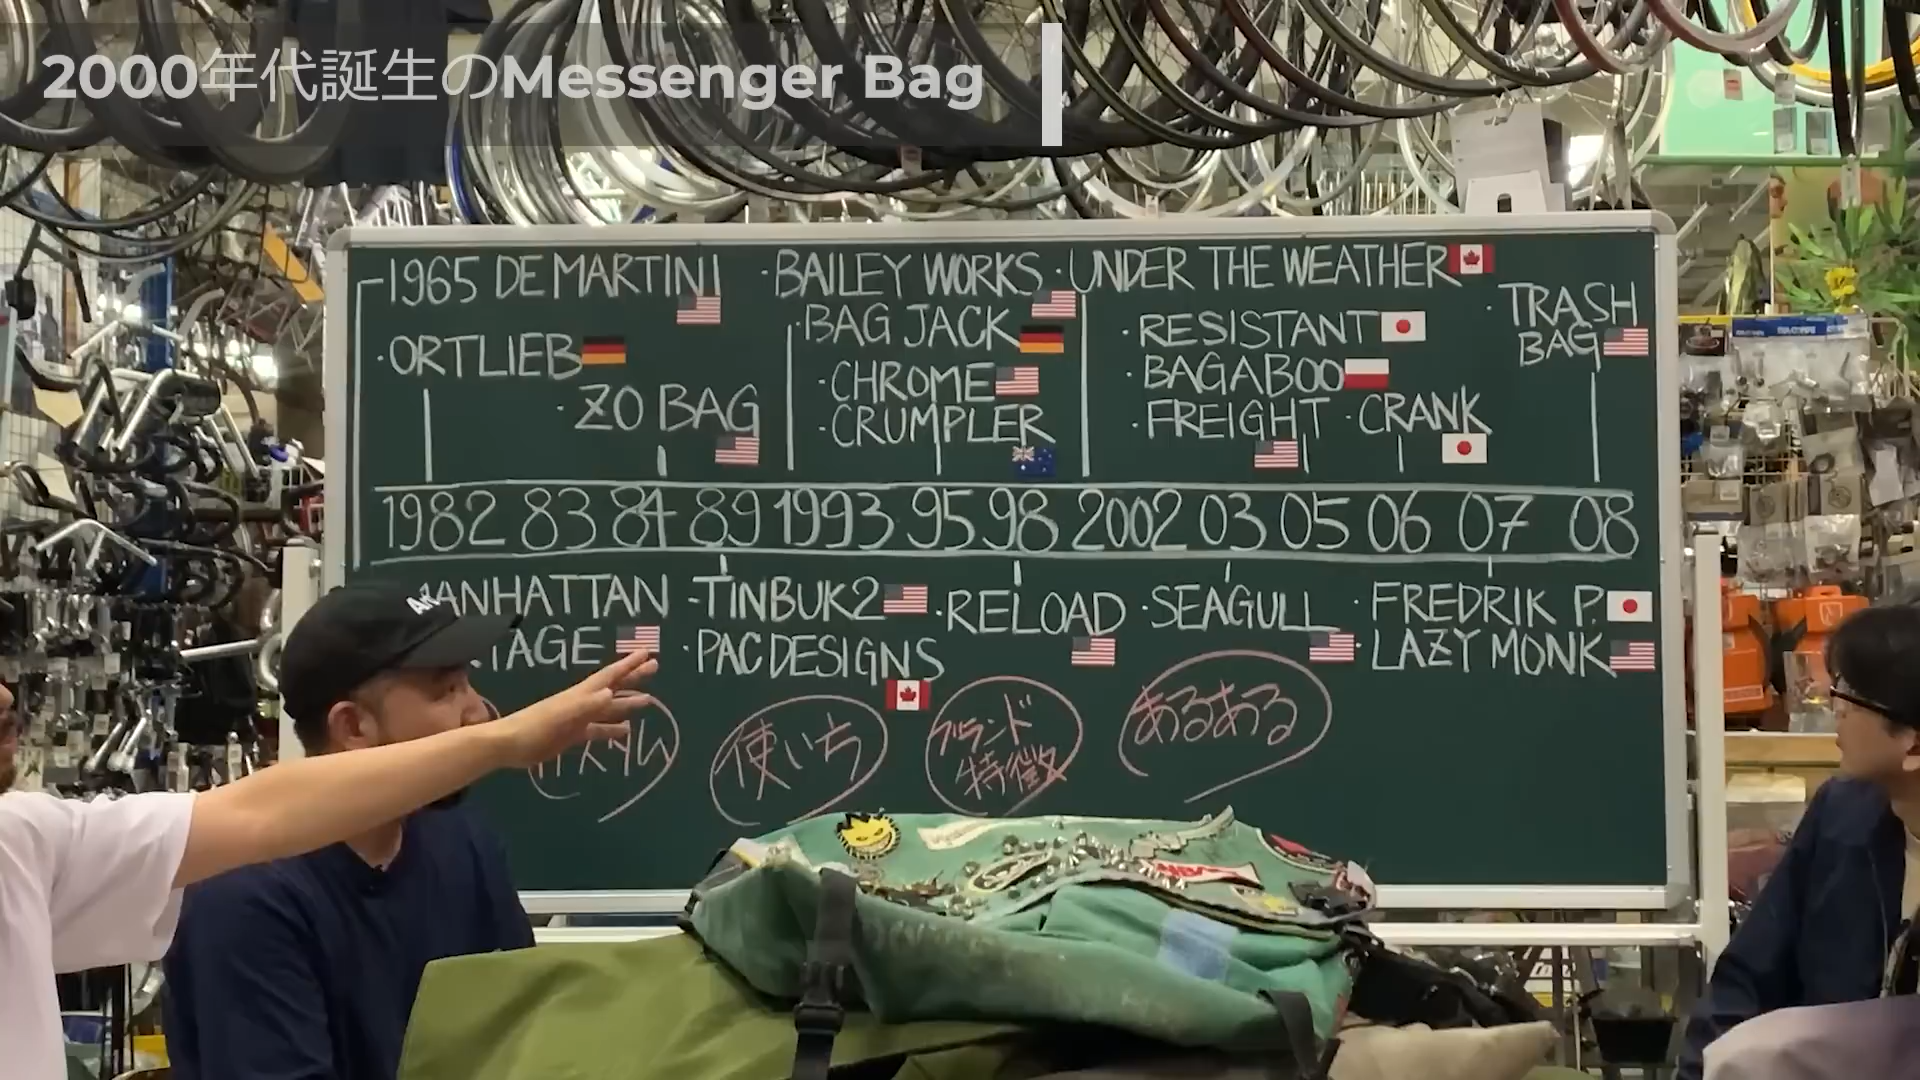 2000年代誕生のMessenger Bag
1965 DE MARTINI
・BAILEY WORKS
・UNDER THE WEATHER
・TRASH
BAG
・ORTLIEB
・BAG JACK
・RESISTANT
・ZO BAG
・CHROME
・BAGABOO
・CRUMPLER
・FREIGHT
・CRANK
1982 83 84 89 1993 95 98 2002 03 05 06 07 08
MANHATTAN
・TINBUK2
・RELOAD
・SEAGULL
・FREDRIK P.
・PAC DESIGNS
・LAZY MONK
使いち
ブランド
特徴
あるある